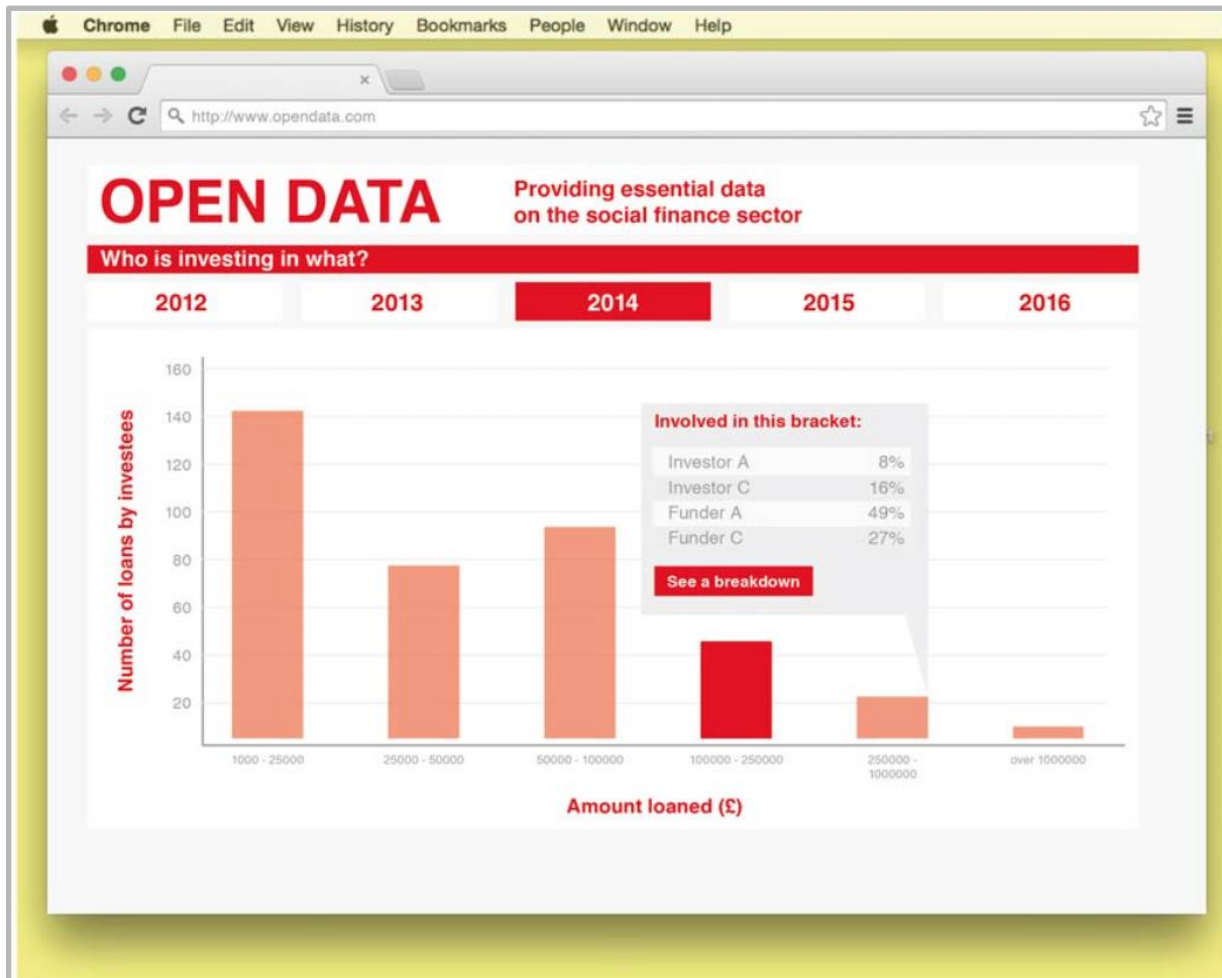 Chrome File Edit View History Bookmarks People Window Help
http://www.opendata.com
OPEN DATA
Providing essential data
on the social finance sector
Who is investing in what?
2012 2013 2014 2015 2016
Number of loans by investees
160
140
120
100
80
60
40
20
Involved in this bracket:
Investor A 8%
Investor C 16%
Funder A 49%
Funder C 27%
See a breakdown
1000 - 25000
25000 - 50000
50000 - 100000
100000 - 250000
250000 -
1000000
over 1000000
Amount loaned (£)